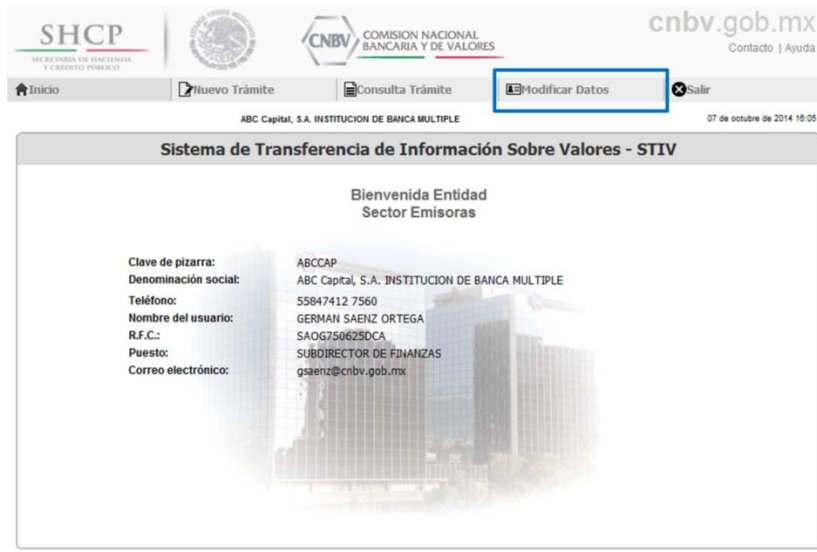 SHCP
SECRETARÍA DE HACIENDA
Y CRÉDITO PÚBLICO
CNBV
COMISION NACIONAL
BANCARIA Y DE VALORES
cnbv.gob.mx
Contacto | Ayuda
Inicio
Nuevo Trámite
Consulta Trámite
Modificar Datos
Salir
ABC Capital, S.A. INSTITUCION DE BANCA MULTIPLE
07 de octubre de 2014 16:05
Sistema de Transferencia de Información Sobre Valores - STIV
Bienvenida Entidad
Sector Emisoras
Clave de pizarra: ABCCAP
Denominación social: ABC Capital, S.A. INSTITUCION DE BANCA MULTIPLE
Teléfono: 55847412 7560
Nombre del usuario: GERMAN SAENZ ORTEGA
R.F.C.: SAOG750625DCA
Puesto: SUBDIRECTOR DE FINANZAS
Correo electrónico: gsaenz@cnbv.gob.mx